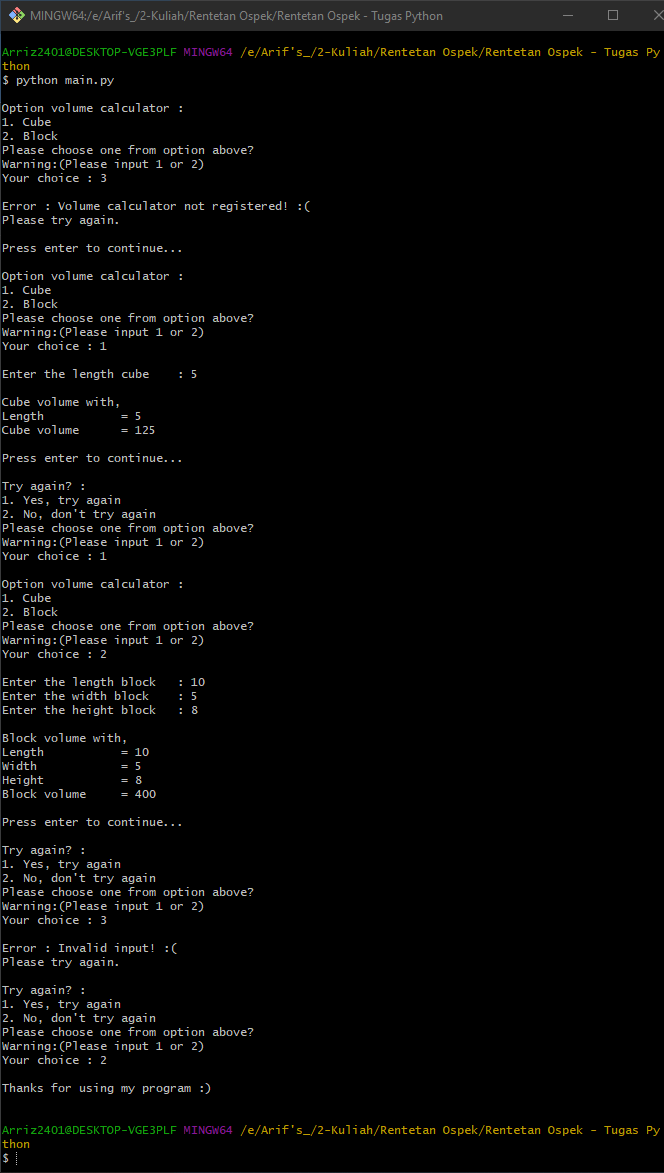 MINGW64:/e/Arif's_/2-Kuliah/Rentetan Ospek/Rentetan Ospek - Tugas Python
Arriz2401@DESKTOP-VGE3PLF MINGW64 /e/Arif's_/2-Kuliah/Rentetan Ospek/Rentetan Ospek - Tugas Py
thon
$ python main.py
Option volume calculator :
1. Cube
2. Block
Please choose one from option above?
Warning:(Please input 1 or 2)
Your choice : 3
Error : Volume calculator not registered! :(
Please try again.
Press enter to continue...
Option volume calculator :
1. Cube
2. Block
Please choose one from option above?
Warning:(Please input 1 or 2)
Your choice : 1
Enter the length cube    : 5
Cube volume with,
Length           = 5
Cube volume      = 125
Press enter to continue...
Try again? :
1. Yes, try again
2. No, don't try again
Please choose one from option above?
Warning:(Please input 1 or 2)
Your choice : 1
Option volume calculator :
1. Cube
2. Block
Please choose one from option above?
Warning:(Please input 1 or 2)
Your choice : 2
Enter the length block   : 10
Enter the width block    : 5
Enter the height block   : 8
Block volume with,
Length           = 10
Width            = 5
Height           = 8
Block volume     = 400
Press enter to continue...
Try again? :
1. Yes, try again
2. No, don't try again
Please choose one from option above?
Warning:(Please input 1 or 2)
Your choice : 3
Error : Invalid input! :(
Please try again.
Try again? :
1. Yes, try again
2. No, don't try again
Please choose one from option above?
Warning:(Please input 1 or 2)
Your choice : 2
Thanks for using my program :)
Arriz2401@DESKTOP-VGE3PLF MINGW64 /e/Arif's_/2-Kuliah/Rentetan Ospek/Rentetan Ospek - Tugas Py
thon
$